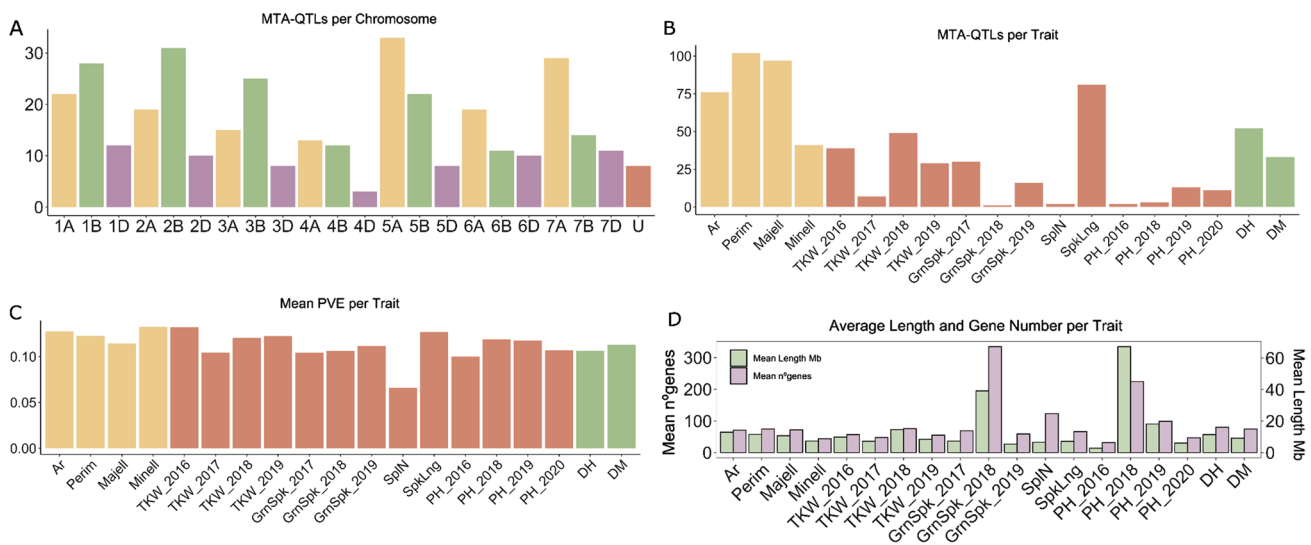 A
MTA-QTLs per Chromosome
30
20
10
0
1A 1B 1D 2A 2B 2D 3A 3B 3D 4A 4B 4D 5A 5B 5D 6A 6B 6D 7A 7B 7D U
B
MTA-QTLs per Trait
100
75
50
25
0
Ar Perim Majell Minell TKW_2016 TKW_2017 TKW_2018 TKW_2019 GrnSpk_2017 GrnSpk_2018 GrnSpk_2019 SplN SpkLng PH_2016 PH_2018 PH_2019 PH_2020 DH DM
C
Mean PVE per Trait
0.10
0.05
0.00
Ar Perim Majell Minell TKW_2016 TKW_2017 TKW_2018 TKW_2019 GrnSpk_2017 GrnSpk_2018 GrnSpk_2019 SplN SpkLng PH_2016 PH_2018 PH_2019 PH_2020 DH DM
D
Average Length and Gene Number per Trait
Mean nºgenes
300
200
100
0
Mean Length Mb
Mean nºgenes
60
40
20
0
Mean Length Mb
Ar Perim Majell Minell TKW_2016 TKW_2017 TKW_2018 TKW_2019 GrnSpk_2017 GrnSpk_2018 GrnSpk_2019 SplN SpkLng PH_2016 PH_2018 PH_2019 PH_2020 DH DM